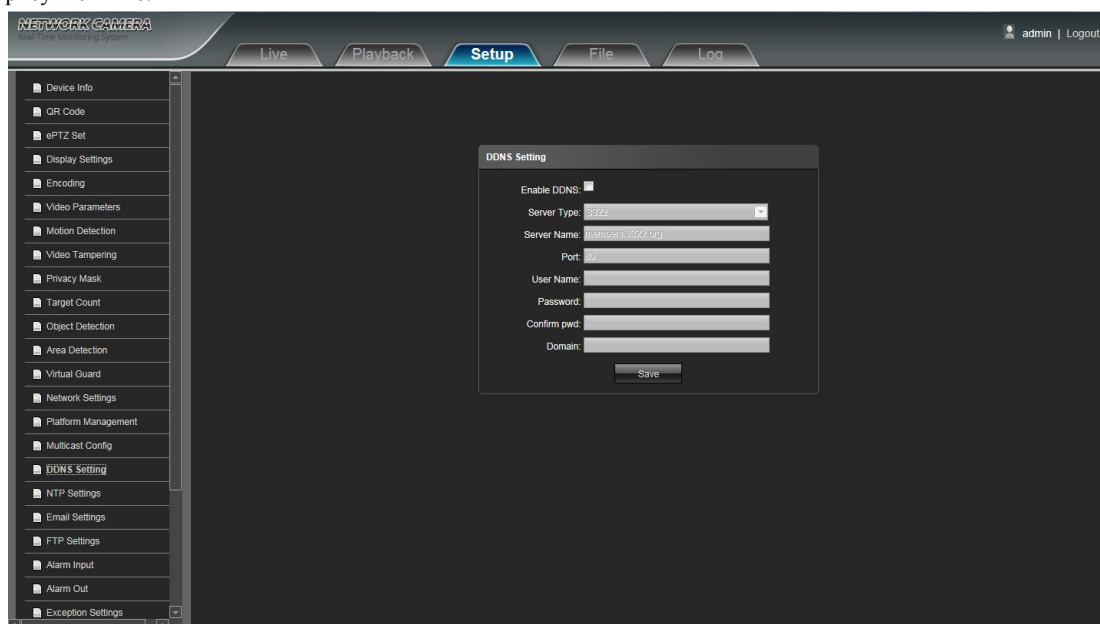 NETWORK CAMERA
Real-Time Monitoring System
admin | Logout
Live
Playback
Setup
File
Log
Device Info
QR Code
ePTZ Set
Display Settings
Encoding
Video Parameters
Motion Detection
Video Tampering
Privacy Mask
Target Count
Object Detection
Area Detection
Virtual Guard
Network Settings
Platform Management
Multicast Config
DDNS Setting
NTP Settings
Email Settings
FTP Settings
Alarm Input
Alarm Out
Exception Settings
DDNS Setting
Enable DDNS:
Server Type: 3322
Server Name: members.3322.org
Port: 80
User Name:
Password:
Confirm pwd:
Domain:
Save